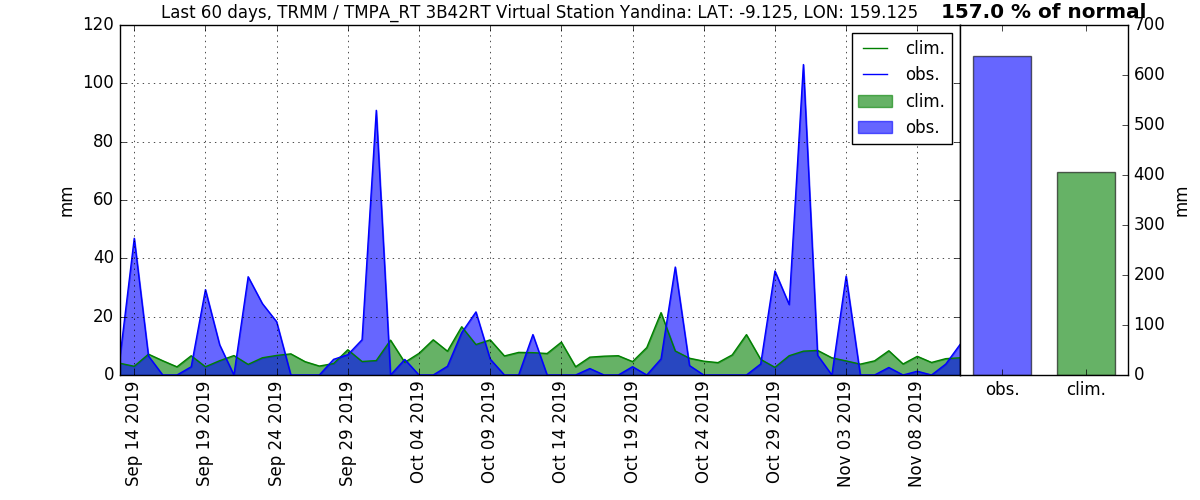 Last 60 days, TRMM / TMPA_RT 3B42RT Virtual Station Yandina: LAT: -9.125, LON: 159.125
157.0 % of normal
120
100
80
60
40
20
0
mm
clim.
obs.
clim.
obs.
700
600
500
400
300
200
100
0
mm
Sep 14 2019
Sep 19 2019
Sep 24 2019
Sep 29 2019
Oct 04 2019
Oct 09 2019
Oct 14 2019
Oct 19 2019
Oct 24 2019
Oct 29 2019
Nov 03 2019
Nov 08 2019
obs.
clim.